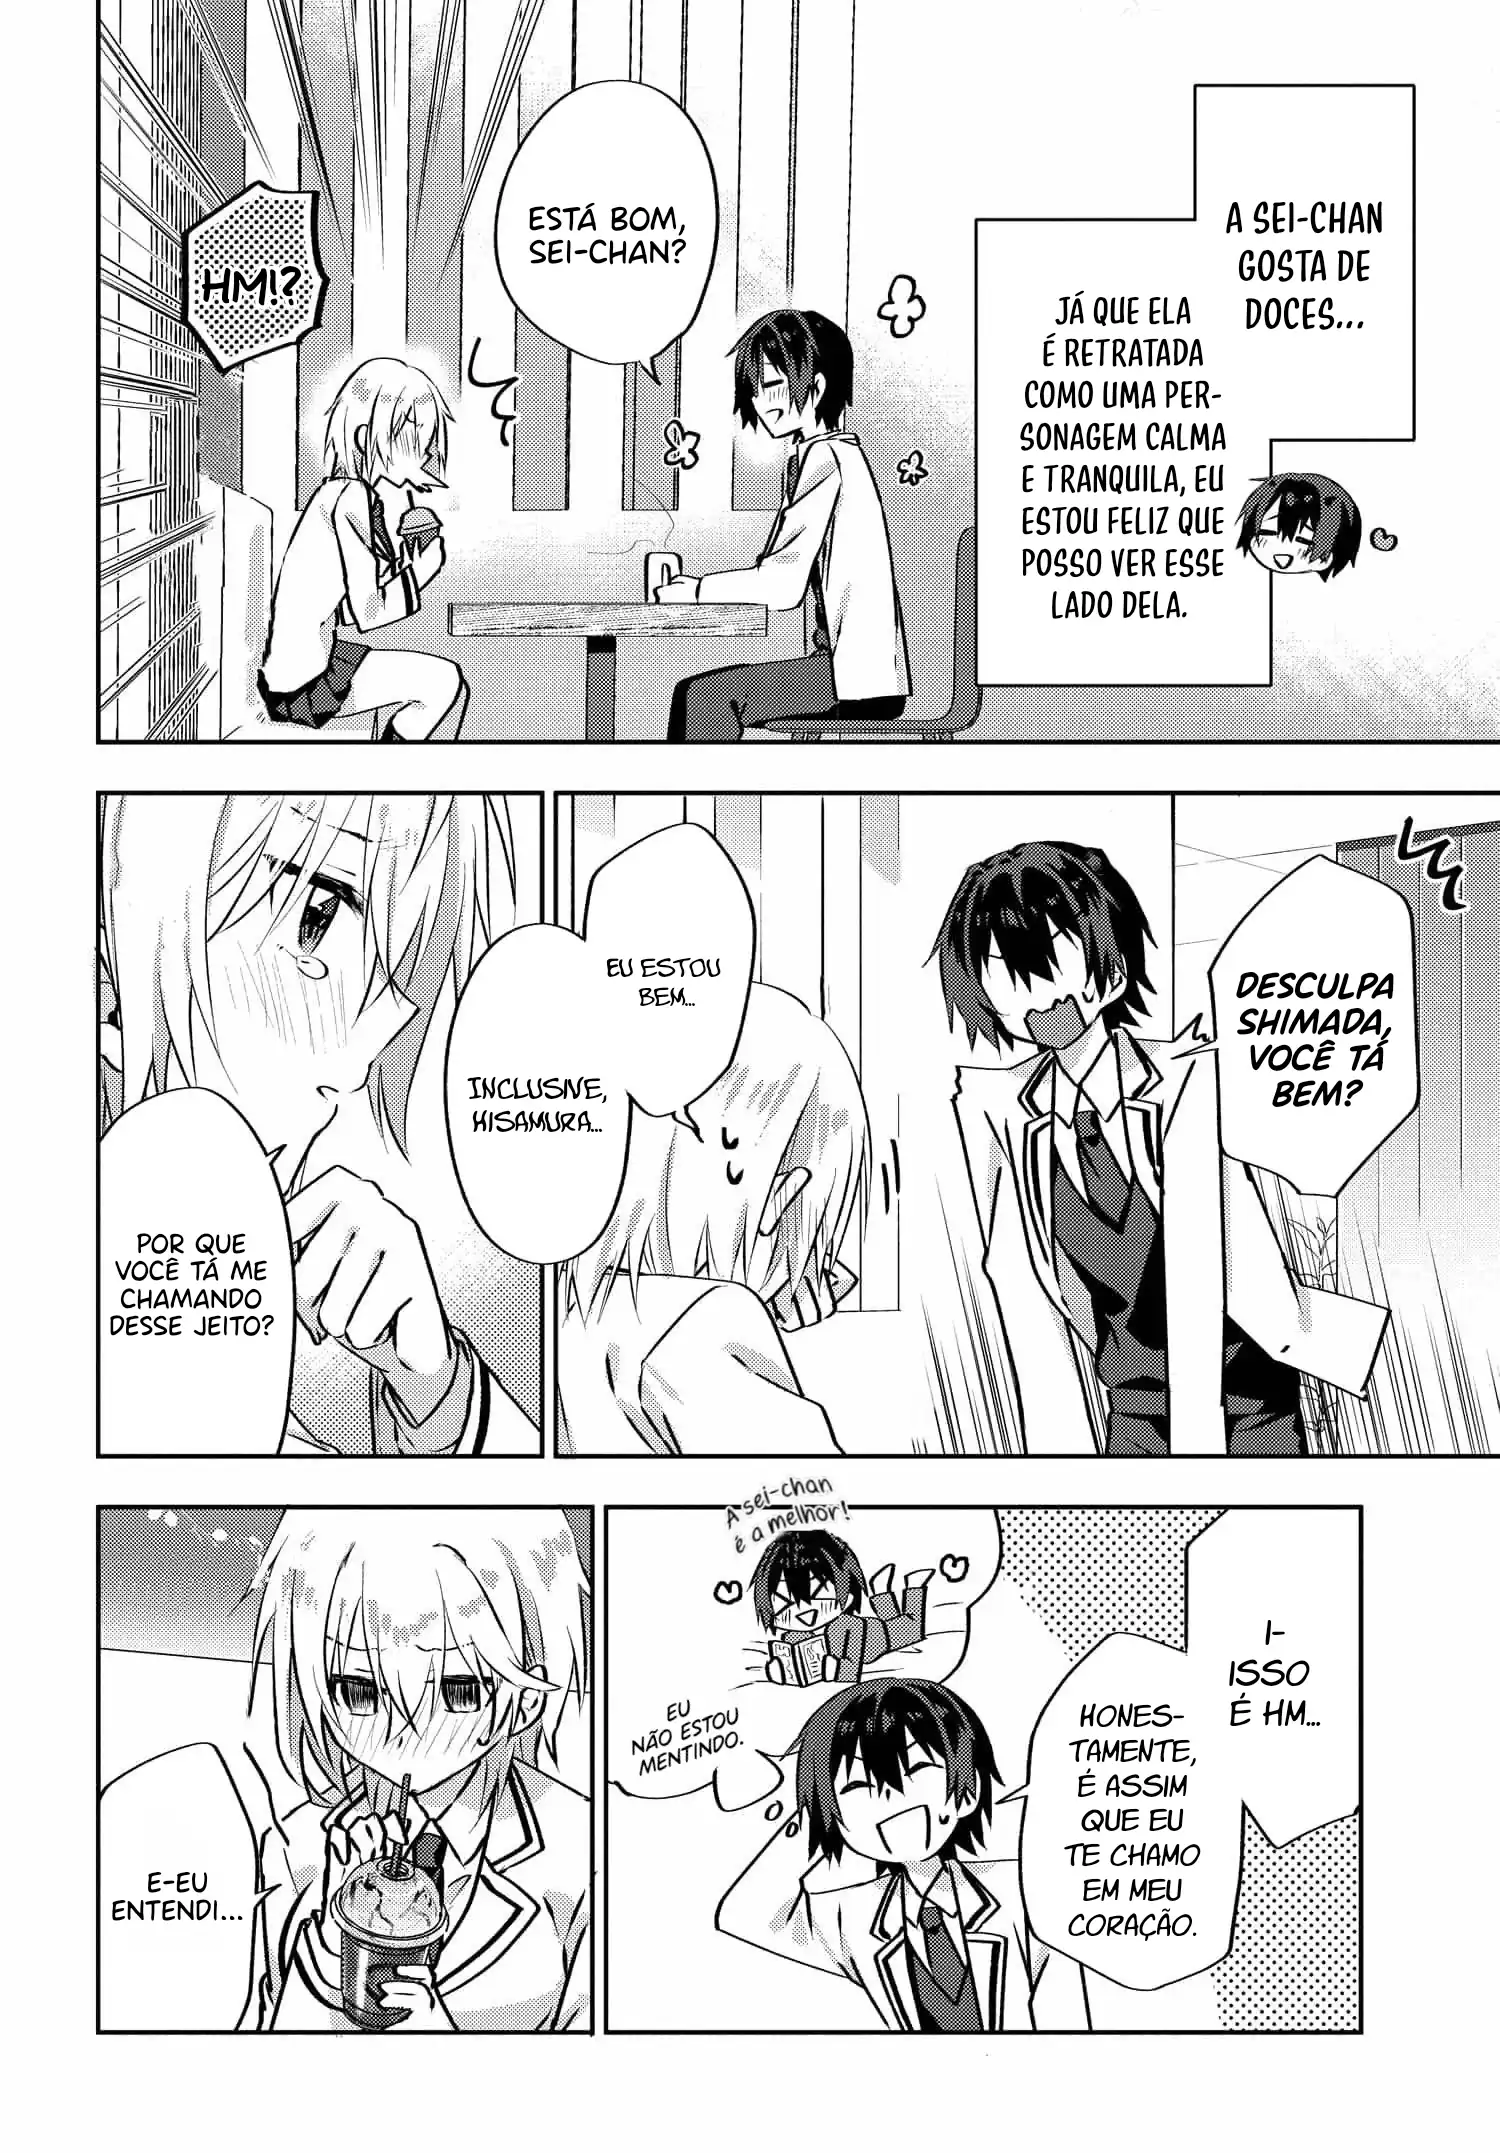 A SEI-CHAN
GOSTA DE
DOCES...
JÁ QUE ELA
É RETRATADA
COMO UMA PER-
SONAGEM CALMA
E TRANQUILA, EU
ESTOU FELIZ QUE
POSSO VER ESSE
LADO DELA.
ESTÁ BOM,
SEI-CHAN?
HM!?
DESCULPA
SHIMADA,
VOCÊ TÁ
BEM?
EU ESTOU
BEM...
INCLUSIVE,
HISAMURA...
POR QUE
VOCÊ TÁ ME
CHAMANDO
DESSE JEITO?
I-
ISSO
É HM...
HONES-
TAMENTE,
É ASSIM
QUE EU
TE CHAMO
EM MEU
CORAÇÃO.
A sei-chan
é a melhor!
EU
NÃO ESTOU
MENTINDO.
E-EU
ENTENDI...